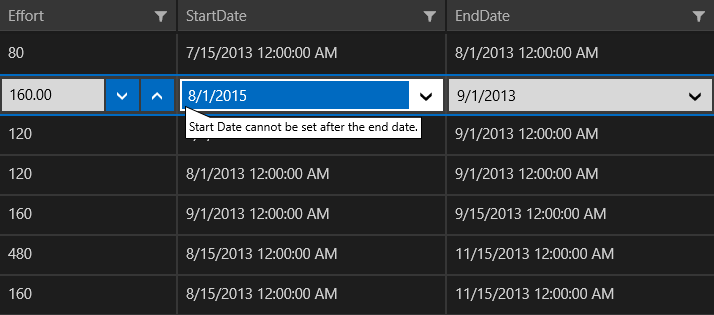 Effort StartDate EndDate
80 7/15/2013 12:00:00 AM 8/1/2013 12:00:00 AM
160.00 8/1/2015 9/1/2013
Start Date cannot be set after the end date.
120 9/1/2013 12:00:00 AM
120 8/1/2013 12:00:00 AM 9/1/2013 12:00:00 AM
160 9/1/2013 12:00:00 AM 9/15/2013 12:00:00 AM
480 8/15/2013 12:00:00 AM 11/15/2013 12:00:00 AM
160 8/15/2013 12:00:00 AM 11/15/2013 12:00:00 AM